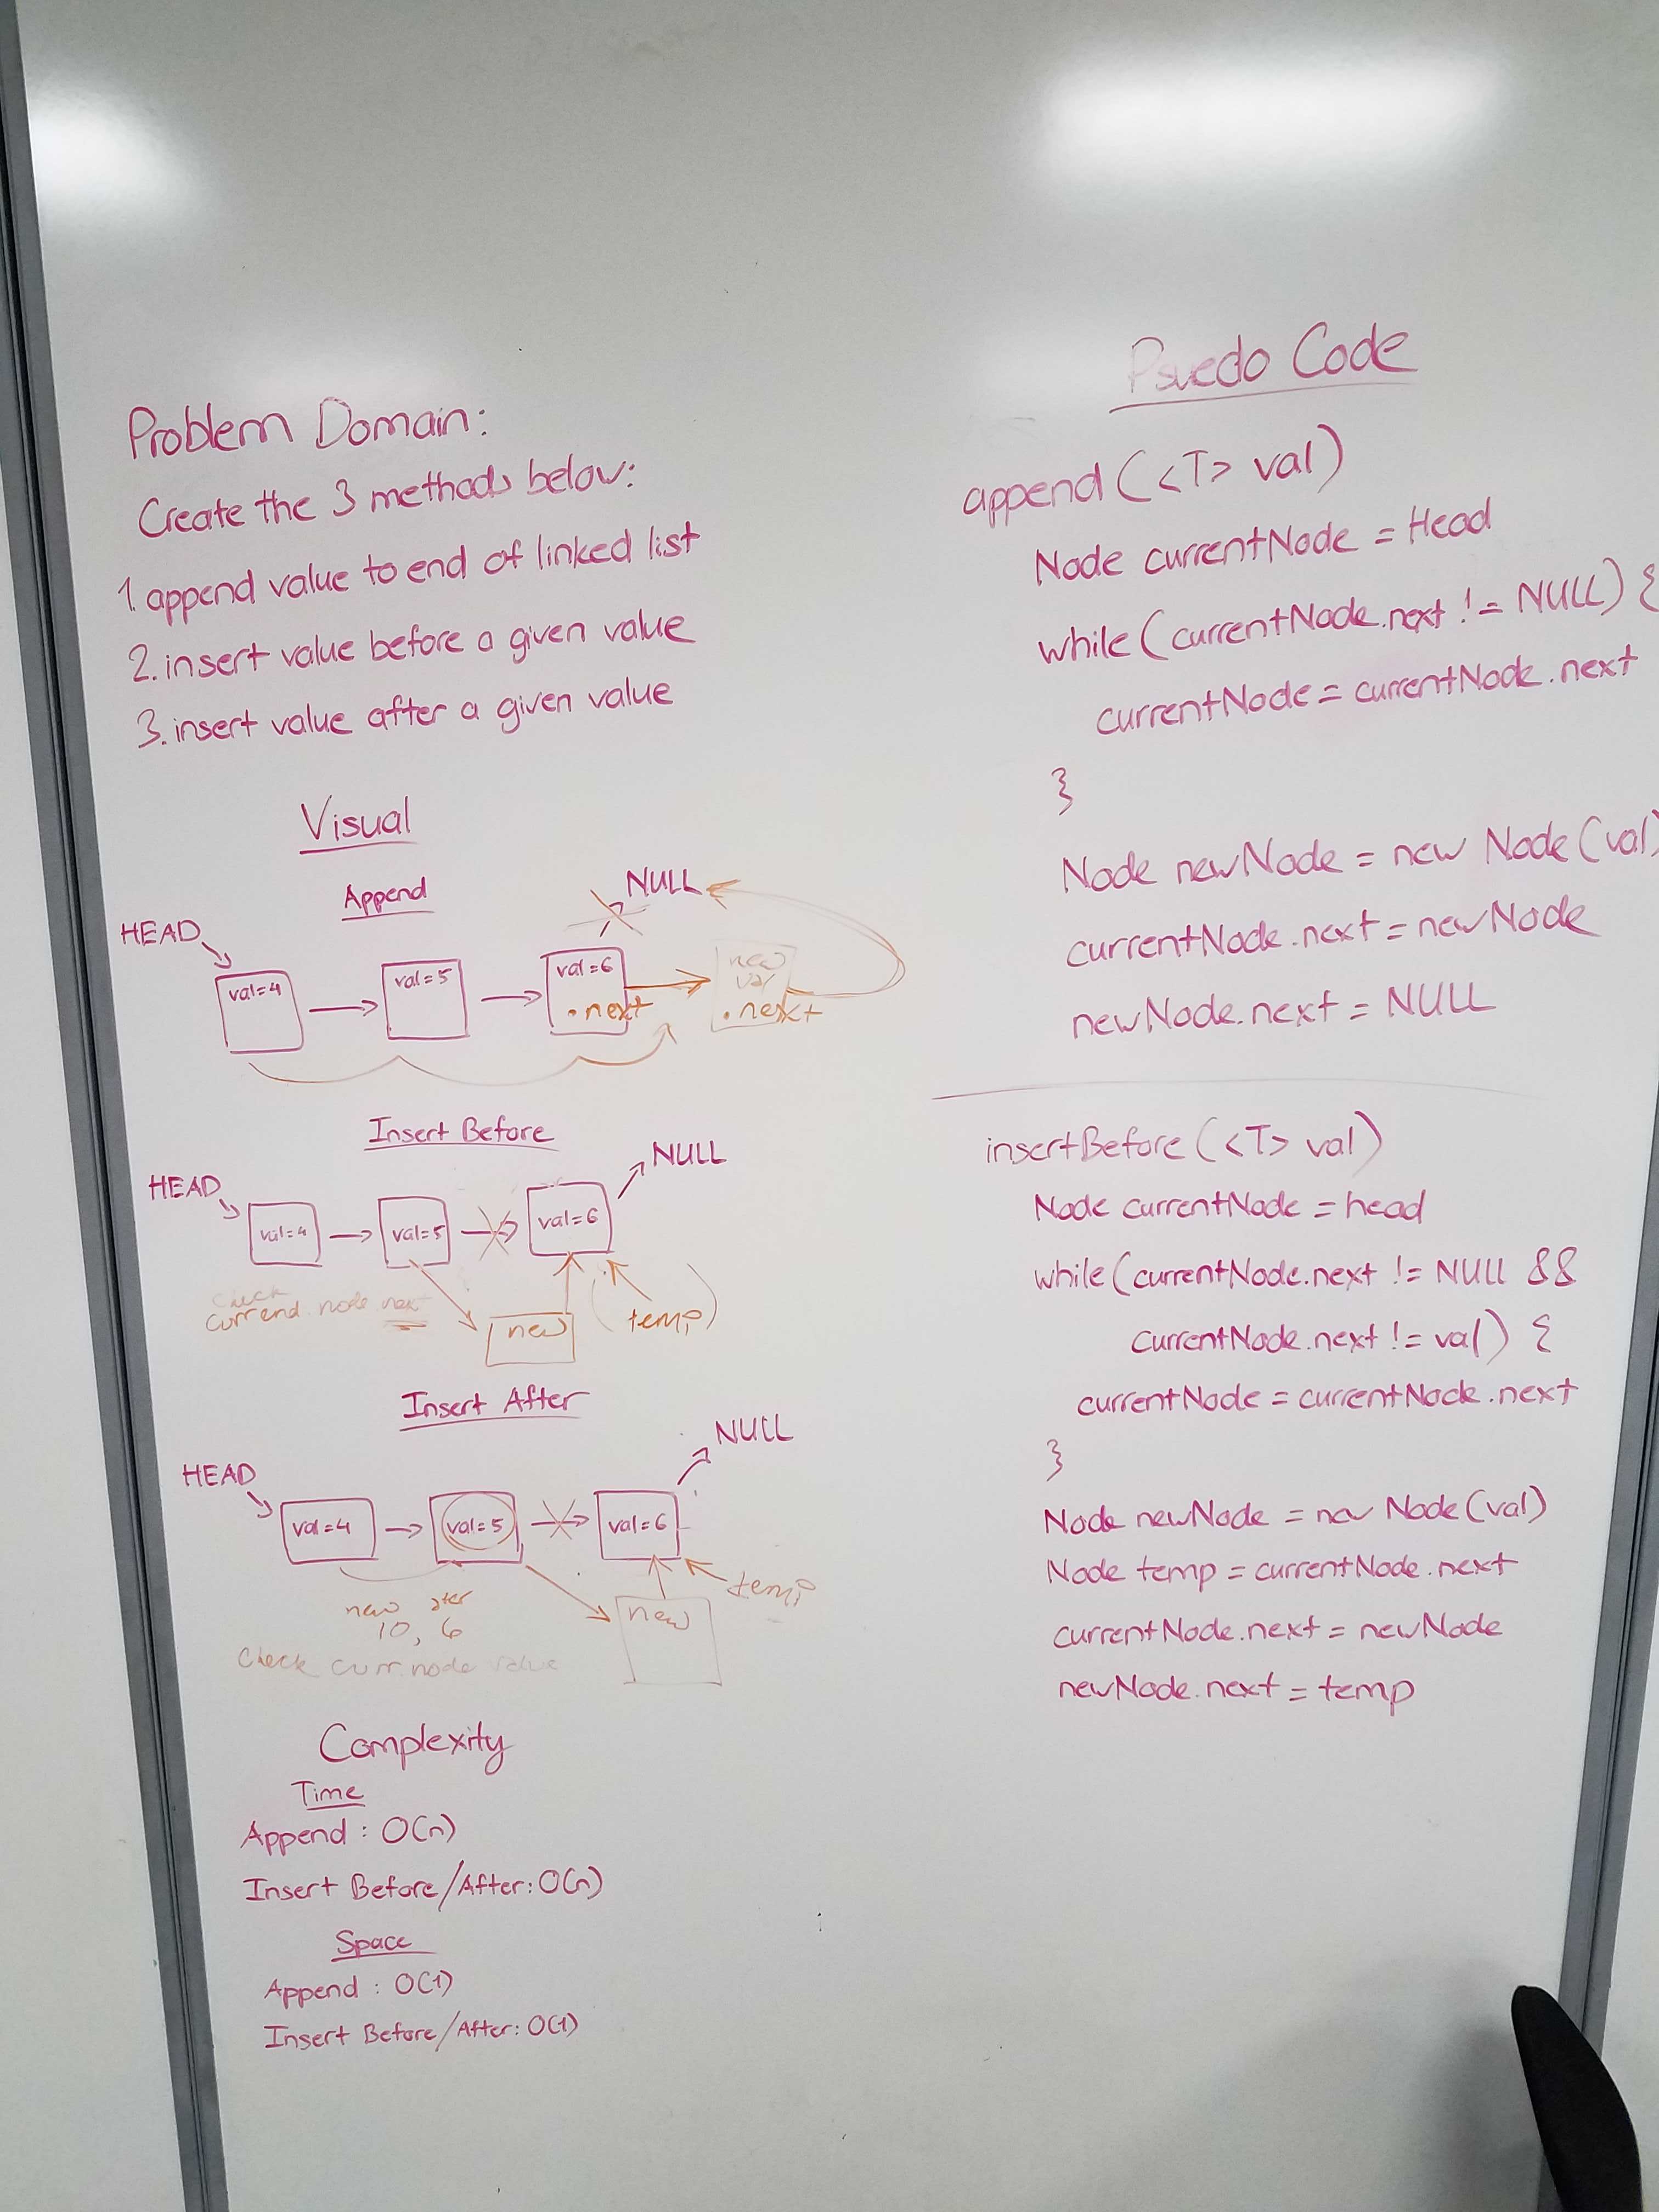 Problem Domain:
Create the 3 methods below:
1. append value to end of linked list
2. insert value before a given value
3. insert value after a given value
Visual
Append
NULL
HEAD
val=4
val=5
val=6
.next
new
val
.next
Insert Before
NULL
HEAD
val=4
val=5
val=6
check
current node next
new
(temp)
Insert After
NULL
HEAD
val=4
val=5
val=6
temp
new
new
10, 6
check curr.node value
Complexity
Time
Append : O(n)
Insert Before/After: O(n)
Space
Append : O(1)
Insert Before/After: O(1)
Psuedo Code
append (<T> val)
Node currentNode = Head
while (currentNode.next != NULL) {
currentNode = currentNode.next
}
Node newNode = new Node (val)
currentNode.next = newNode
newNode.next = NULL
insertBefore (<T> val)
Node currentNode = head
while (currentNode.next != NULL &&
currentNode.next != val) {
currentNode = currentNode.next
}
Node newNode = new Node (val)
Node temp = currentNode.next
currentNode.next = newNode
newNode.next = temp